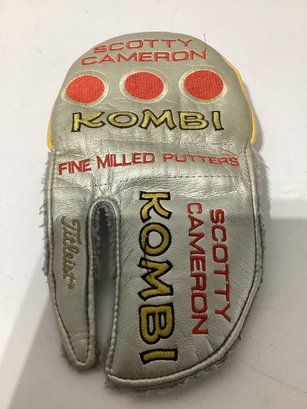 SCOTTY
CAMERON
KOMBI
FINE MILLED PUTTERS
SCOTTY
CAMERON
KOMBI
Titleist